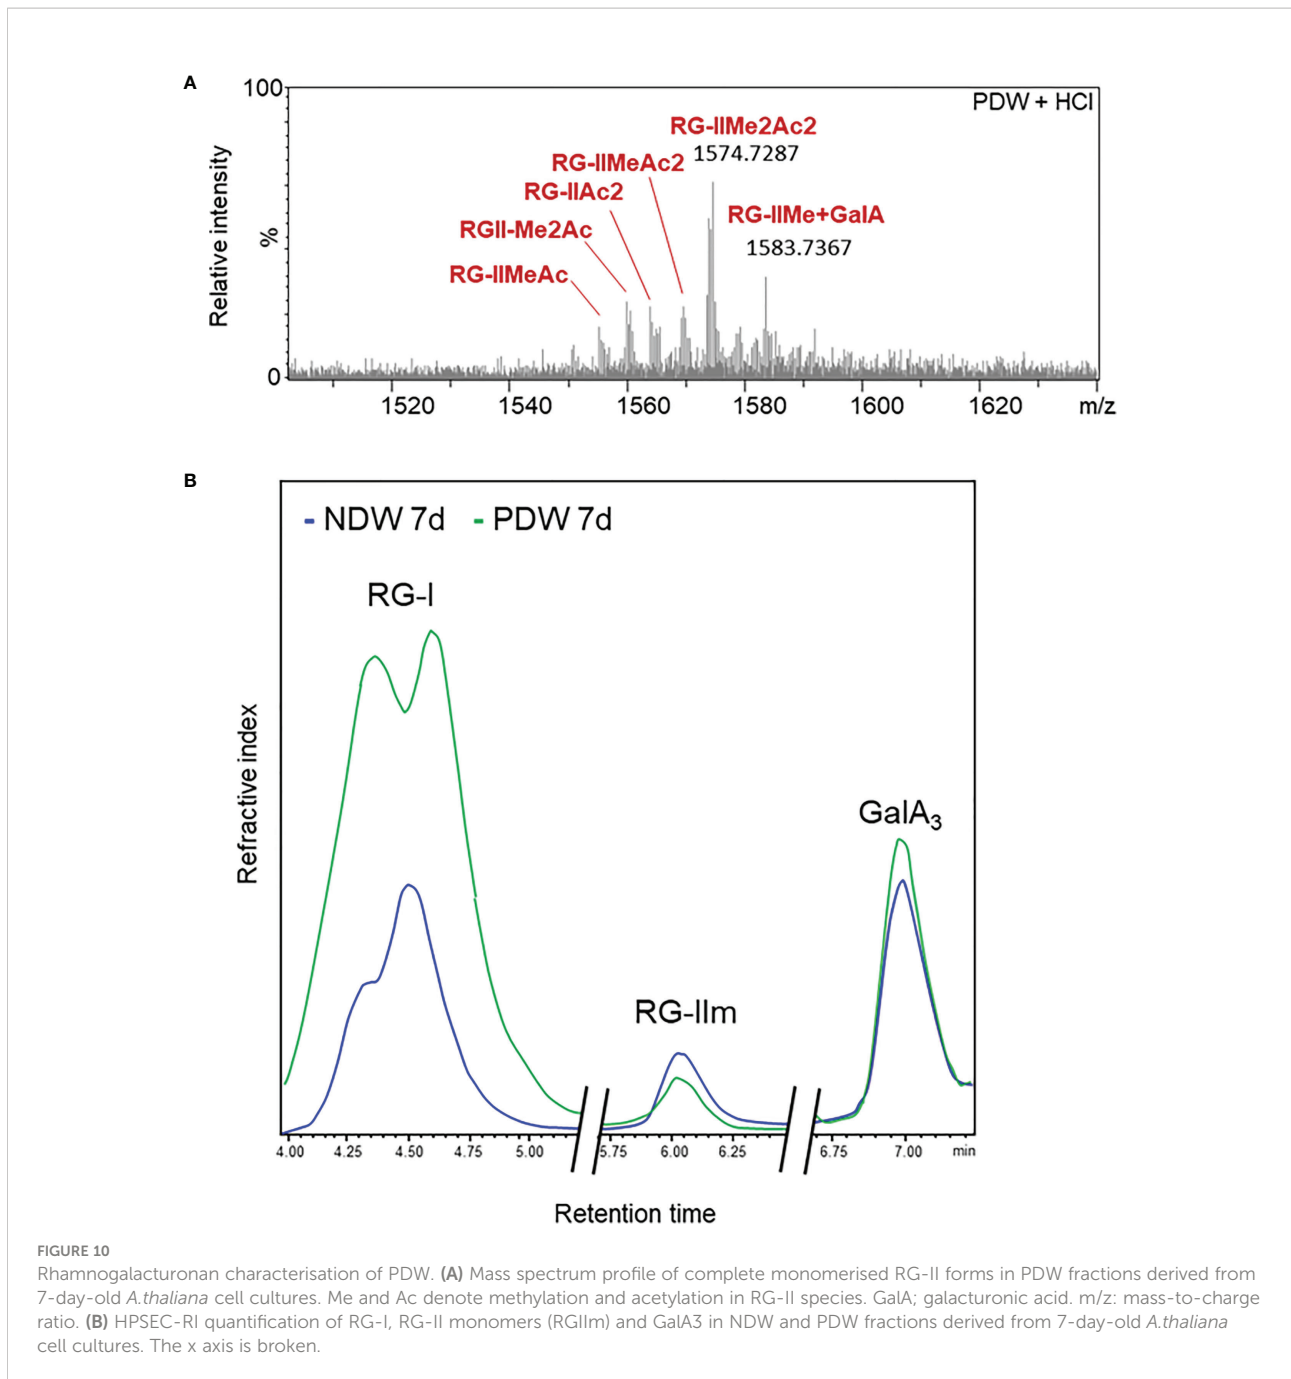 A
100
PDW + HCl
RG-IIMe2Ac2
1574.7287
RG-IIMeAc2
RG-IIAc2
RG-IIMe+GalA
RGII-Me2Ac
1583.7367
RG-IIMeAc
Relative intensity
%
0
1520 1540 1560 1580 1600 1620 m/z
B
NDW 7d PDW 7d
RG-I
GalA3
RG-IIm
Refractive index
4.00 4.25 4.50 4.75 5.00 5.75 6.00 6.25 6.75 7.00 min
Retention time
FIGURE 10
Rhamnogalacturonan characterisation of PDW. (A) Mass spectrum profile of complete monomerised RG-II forms in PDW fractions derived from
7-day-old A.thaliana cell cultures. Me and Ac denote methylation and acetylation in RG-II species. GalA; galacturonic acid. m/z: mass-to-charge
ratio. (B) HPSEC-RI quantification of RG-I, RG-II monomers (RGIIm) and GalA3 in NDW and PDW fractions derived from 7-day-old A.thaliana
cell cultures. The x axis is broken.